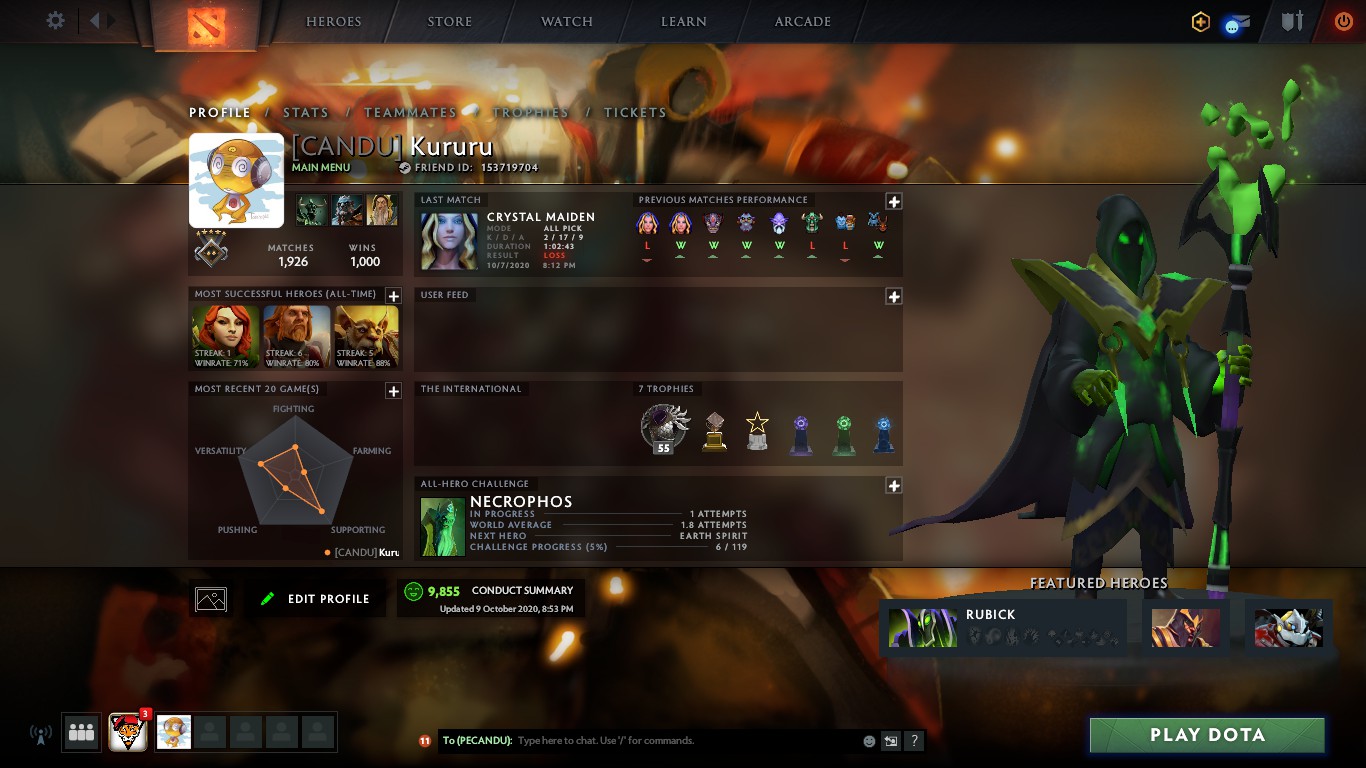 HEROES STORE WATCH LEARN ARCADE
PROFILE / STATS / TEAMMATES / TROPHIES / TICKETS
[CANDU] Kururu
MAIN MENU
FRIEND ID: 153719704
MATCHES WINS
1,926 1,000
LAST MATCH
CRYSTAL MAIDEN
MODE ALL PICK
K / D / A 2 / 17 / 9
DURATION 1:02:43
RESULT LOSS
10/7/2020 8:12 PM
PREVIOUS MATCHES PERFORMANCE
L W W W W L L W
MOST SUCCESSFUL HEROES (ALL-TIME)
STREAK: 1 STREAK: 6 STREAK: 5
WINRATE: 71% WINRATE: 80% WINRATE: 88%
USER FEED
MOST RECENT 20 GAME(S)
FIGHTING
VERSATILITY FARMING
PUSHING SUPPORTING
[CANDU] Kuru
THE INTERNATIONAL
7 TROPHIES
55
ALL-HERO CHALLENGE
NECROPHOS
IN PROGRESS 1 ATTEMPTS
WORLD AVERAGE 1.8 ATTEMPTS
NEXT HERO EARTH SPIRIT
CHALLENGE PROGRESS (5%) 6 / 119
EDIT PROFILE
9,855 CONDUCT SUMMARY
Updated 9 October 2020, 8:53 PM
FEATURED HEROES
RUBICK
3
11 To (PECANDU): Type here to chat. Use '/' for commands.
?
PLAY DOTA